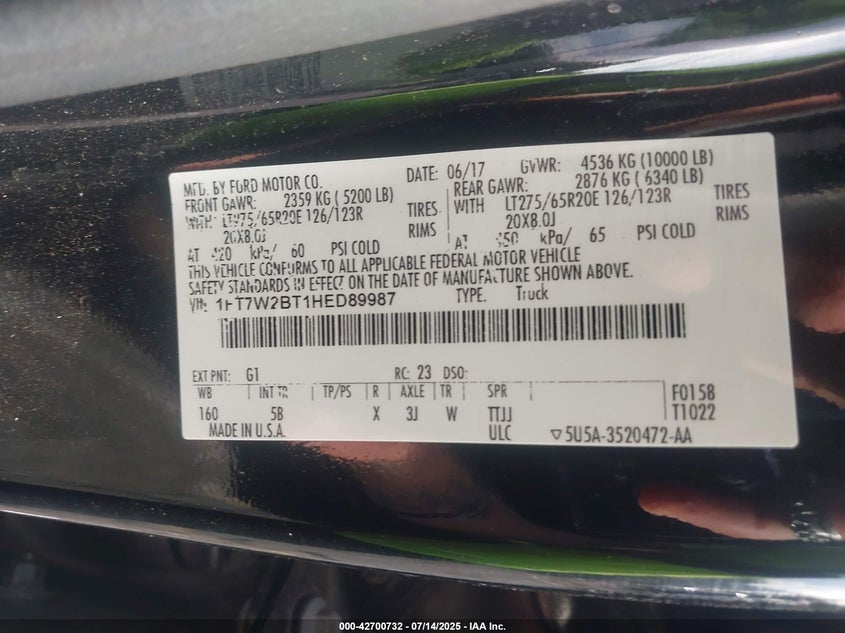 MFD. BY FORD MOTOR CO. DATE: 06/17 GVWR: 4536 KG (10000 LB)
FRONT GAWR: 2359 KG (5200 LB) REAR GAWR: 2876 KG (6340 LB)
WITH LT275/65R20E 126/123R TIRES WITH LT275/65R20E 126/123R TIRES
20X8.0J RIMS 20X8.0J RIMS
AT 420 kPa/ 60 PSI COLD AT 450 kPa/ 65 PSI COLD
THIS VEHICLE CONFORMS TO ALL APPLICABLE FEDERAL MOTOR VEHICLE
SAFETY STANDARDS IN EFFECT ON THE DATE OF MANUFACTURE SHOWN ABOVE.
VIN: 1FT7W2BT1HED89987 TYPE: Truck
EXT PNT: G1 RC: 23 DSO:
WB INT TR TP/PS R AXLE TR SPR F0158
160 5B X 3J W TTJJ T1022
MADE IN U.S.A. ULC ▽5U5A-3520472-AA
000-42700732 - 07/14/2025 - IAA Inc.